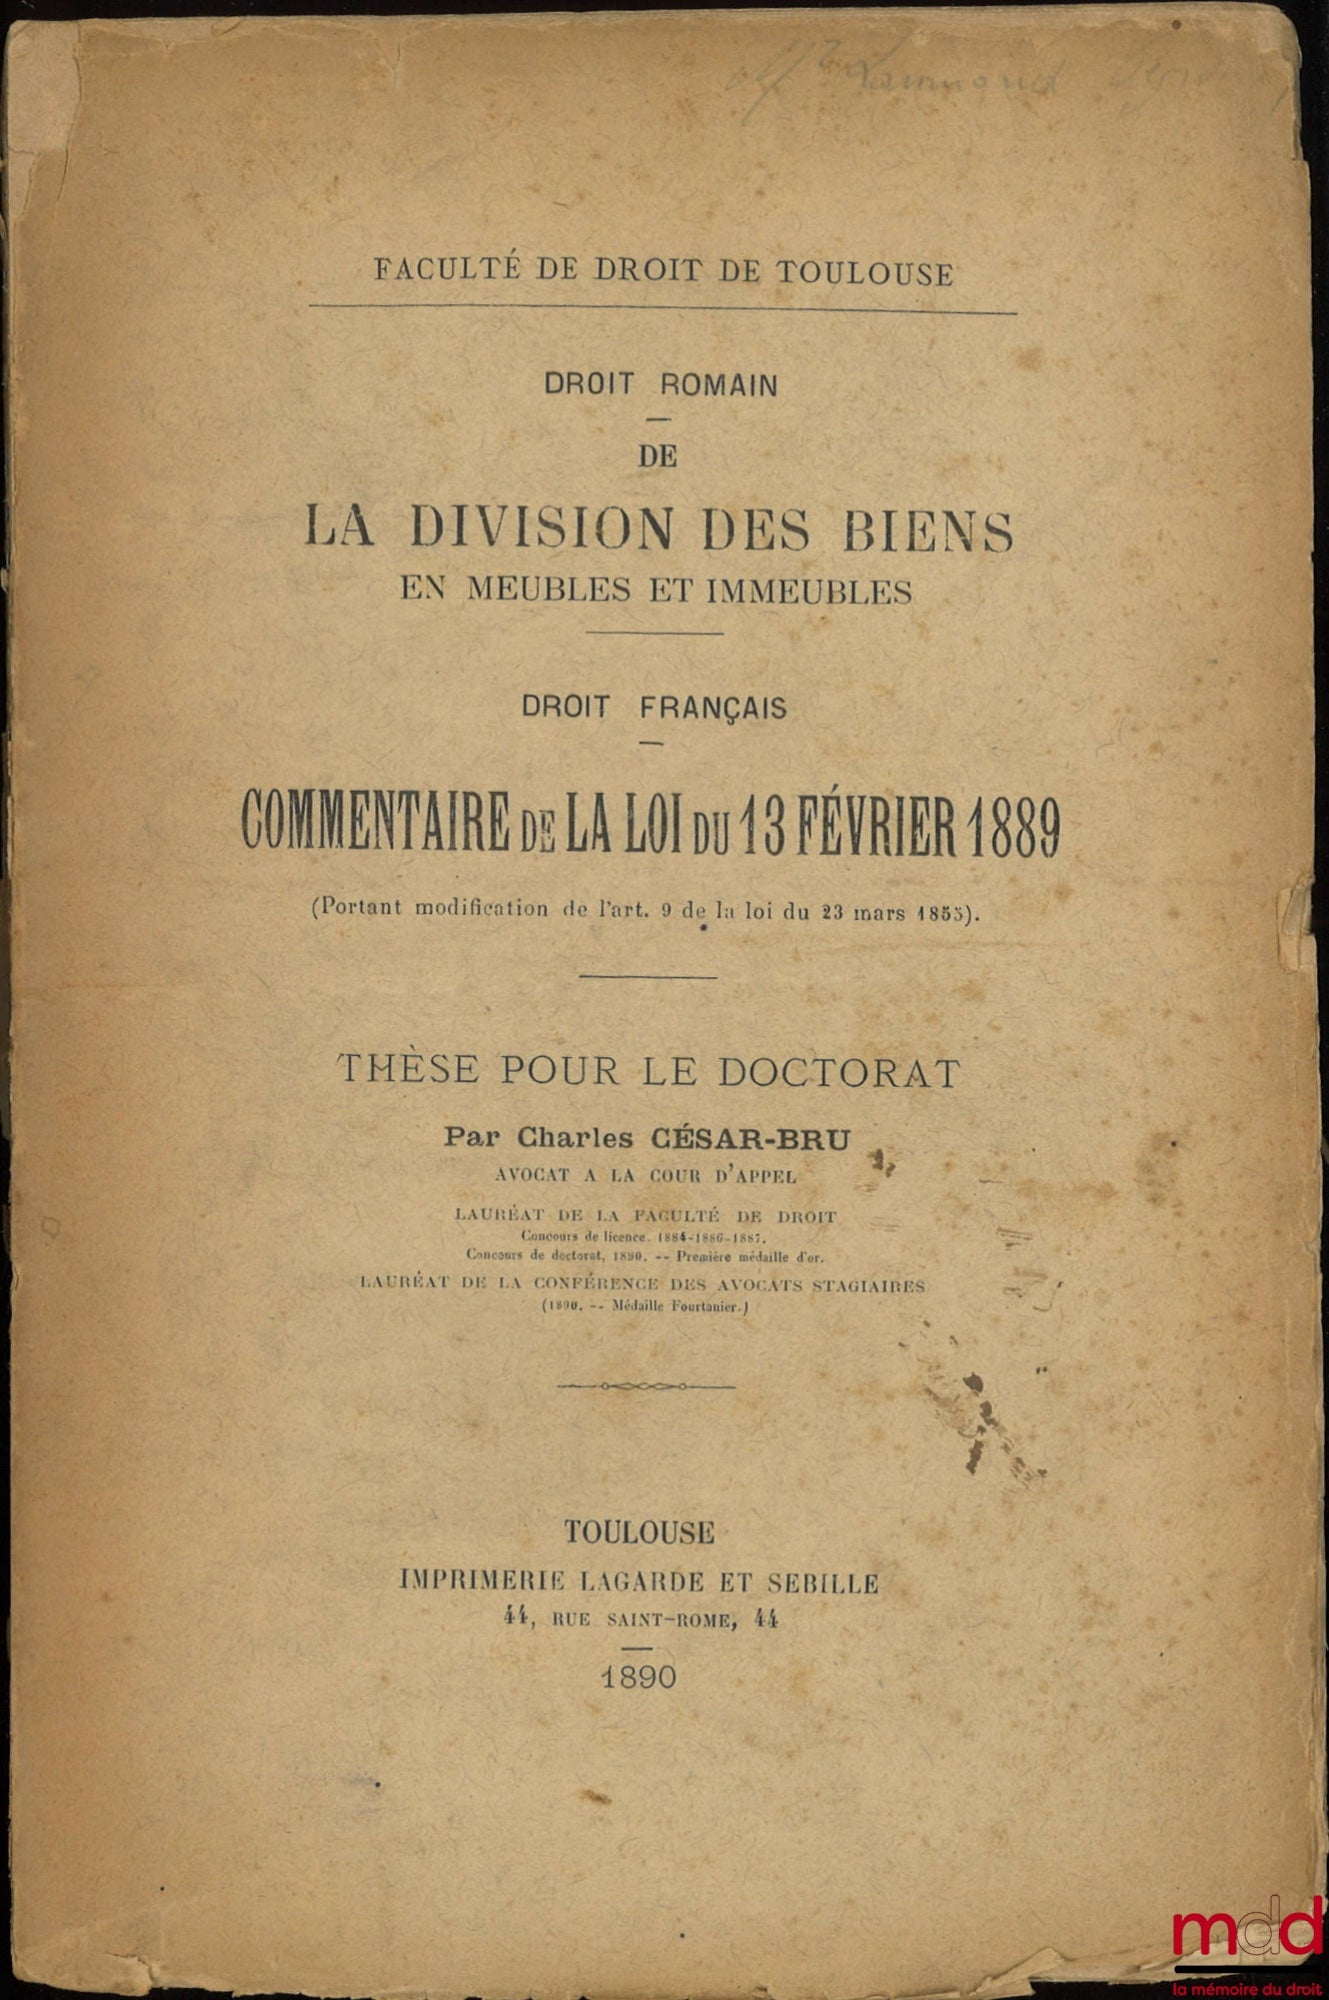 FACULTÉ DE DROIT DE TOULOUSE
DROIT ROMAIN
DE
LA DIVISION DES BIENS
EN MEUBLES ET IMMEUBLES
DROIT FRANÇAIS
COMMENTAIRE DE LA LOI DU 13 FÉVRIER 1889
(Portant modification de l'art. 9 de la loi du 23 mars 1855).
THÈSE POUR LE DOCTORAT
Par Charles CÉSAR-BRU
AVOCAT A LA COUR D'APPEL
LAURÉAT DE LA FACULTÉ DE DROIT
Concours de licence. 1884-1886-1887.
Concours de doctorat, 1890. -- Première médaille d'or.
LAURÉAT DE LA CONFÉRENCE DES AVOCATS STAGIAIRES
(1890. -- Médaille Fourtanier.)
TOULOUSE
IMPRIMERIE LAGARDE ET SEBILLE
44, RUE SAINT-ROME, 44
1890
mdd
la mémoire du droit